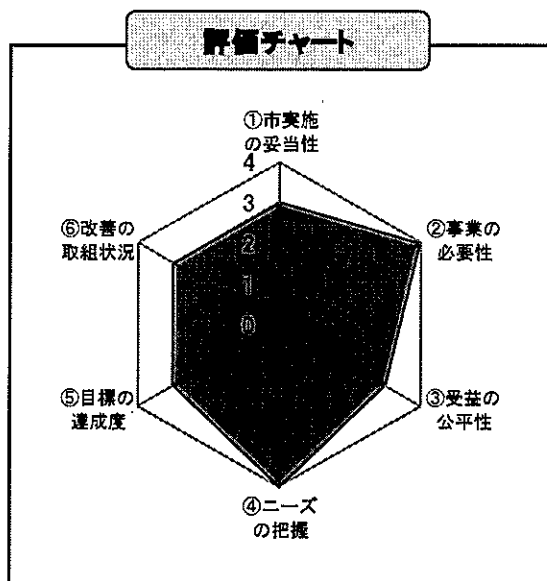 評価チャート
①市実施
の妥当性
4
3
2
1
0
②事業の
必要性
③受益の
公平性
④ニーズ
の把握
⑤目標の
達成度
⑥改善の
取組状況